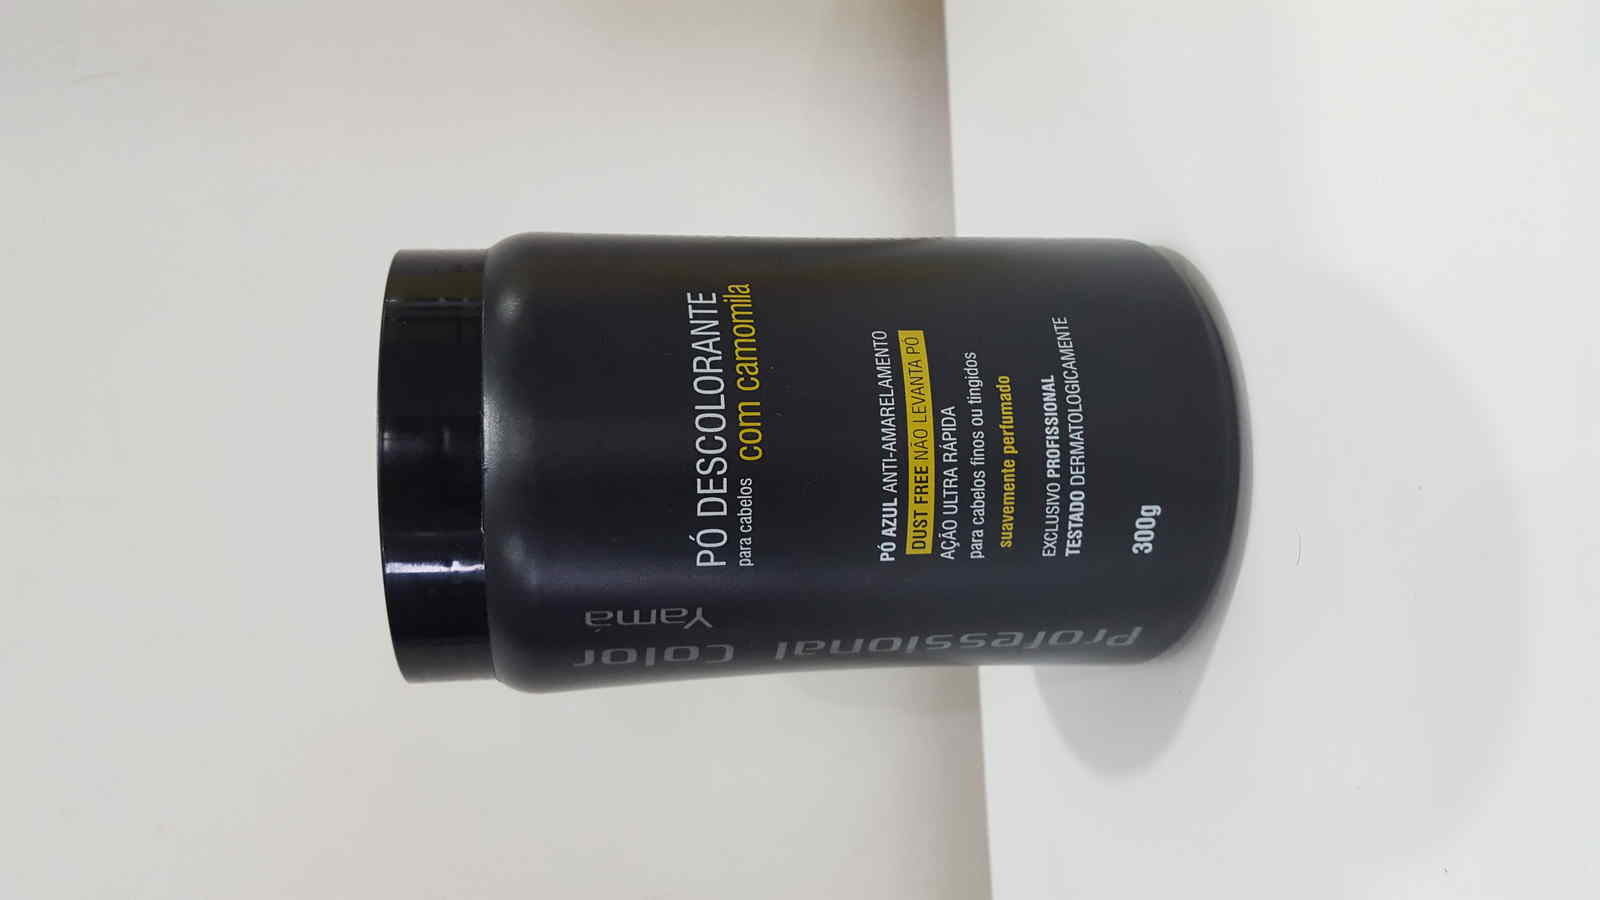 Professional Color
Yamá
PÓ DESCOLORANTE
para cabelos com camomila
PÓ AZUL ANTI-AMARELAMENTO
DUST FREE NÃO LEVANTA PÓ
AÇÃO ULTRA RÁPIDA
para cabelos finos ou tingidos
suavemente perfumado
EXCLUSIVO PROFISSIONAL
TESTADO DERMATOLOGICAMENTE
300g